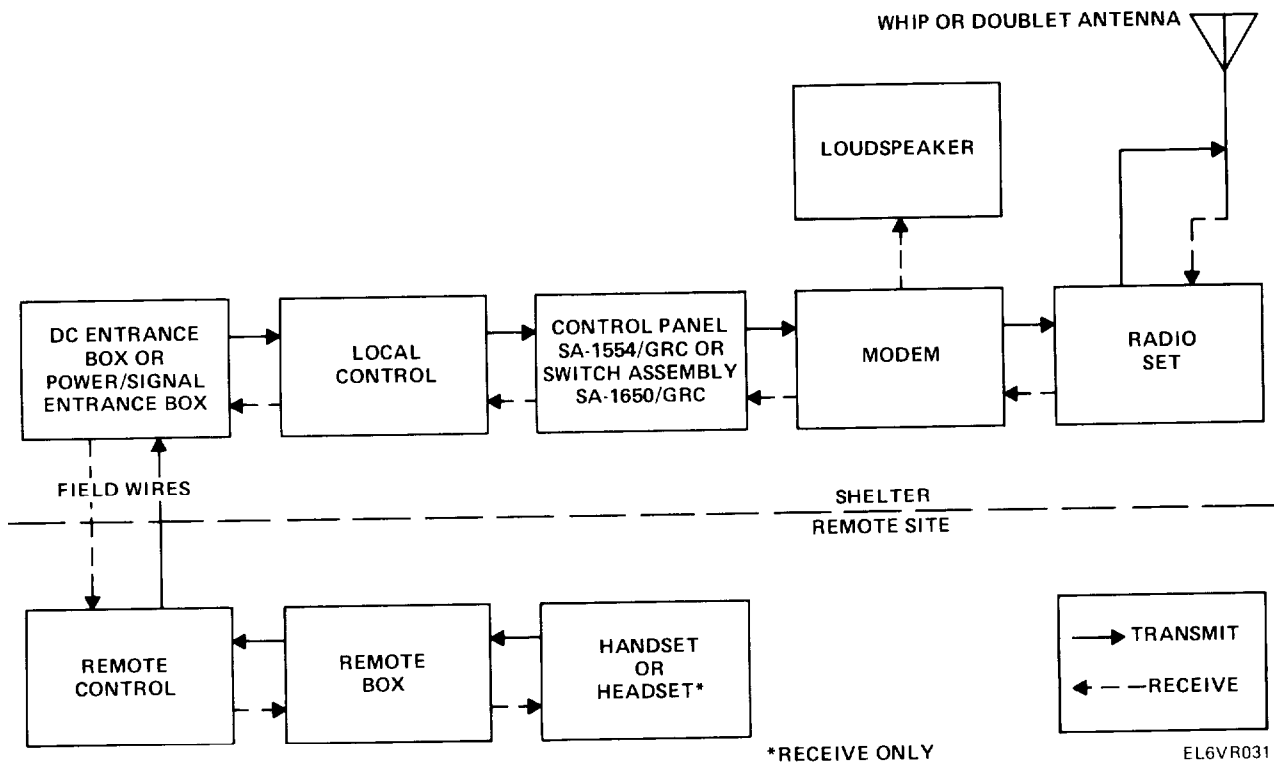 WHIP OR DOUBLET ANTENNA
LOUDSPEAKER
DC ENTRANCE
BOX OR
POWER/SIGNAL
ENTRANCE BOX
LOCAL
CONTROL
CONTROL PANEL
SA-1554/GRC OR
SWITCH ASSEMBLY
SA-1650/GRC
MODEM
RADIO
SET
FIELD WIRES
SHELTER
REMOTE SITE
REMOTE
CONTROL
REMOTE
BOX
HANDSET
OR
HEADSET*
TRANSMIT
RECEIVE
*RECEIVE ONLY
EL6VR031